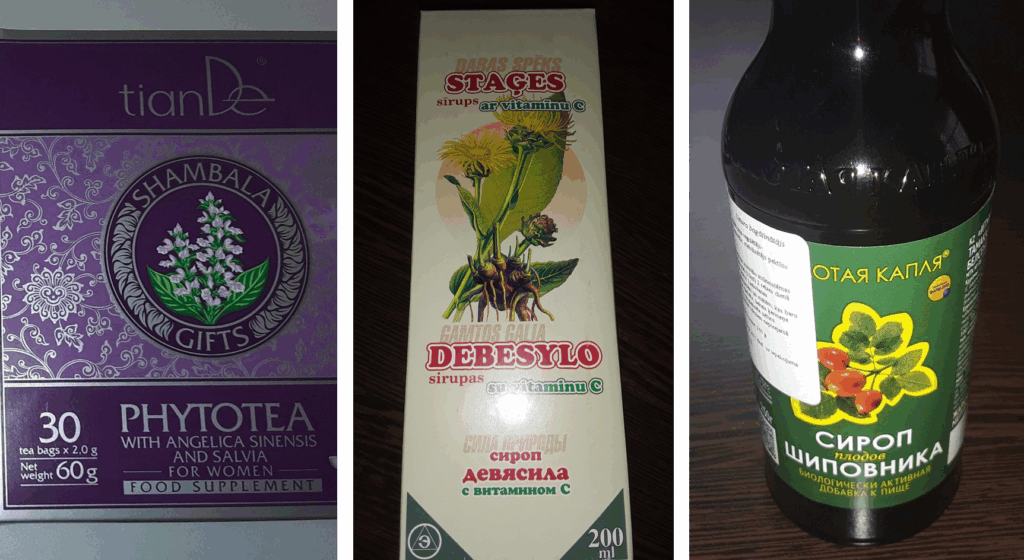 tianDe®
SHAMBALA
GIFTS
30
tea bags x 2,0 g
Net
weight 60g
PHYTOTEA
WITH ANGELICA SINENSIS
AND SALVIA
FOR WOMEN
FOOD SUPPLEMENT
DABAS SPĒKS
STAĢES
sirups ar vitamīnu C
GAMTOS GALIA
DEBESYLO
sirupas su vitaminu C
СИЛА ПРИРОДЫ
сироп
девясила
с витамином С
Э
200
ml
ОТАЯ КАПЛЯ®
СИРОП
плодов
ШИПОВНИКА
БИОЛОГИЧЕСКИ АКТИВНАЯ
ДОБАВКА К ПИЩЕ